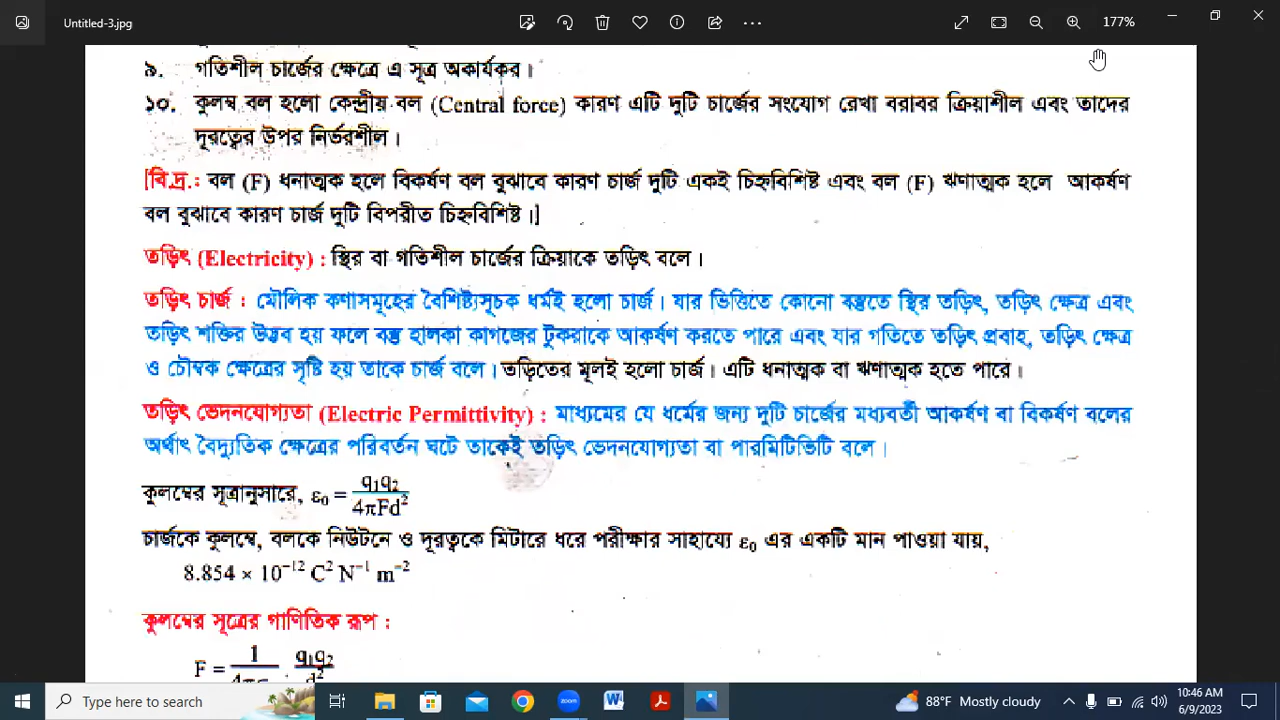 Untitled-3.jpg
177%
৯. গতিশীল চার্জের ক্ষেত্রে এ সূত্র অকার্যকর।
১০. কুলম্ব বল হলো কেন্দ্রীয় বল (Central force) কারণ এটি দুটি চার্জের সংযোগ রেখা বরাবর ক্রিয়াশীল এবং তাদের
দূরত্বের উপর নির্ভরশীল।
[বি.দ্র.: বল (F) ধনাত্মক হলে বিকর্ষণ বল বুঝাবে কারণ চার্জ দুটি একই চিহ্নবিশিষ্ট এবং বল (F) ঋণাত্মক হলে আকর্ষণ
বল বুঝাবে কারণ চার্জ দুটি বিপরীত চিহ্নবিশিষ্ট।]
তড়িৎ (Electricity) : স্থির বা গতিশীল চার্জের ক্রিয়াকে তড়িৎ বলে।
তড়িৎ চার্জ : মৌলিক কণাসমূহের বৈশিষ্ট্যসূচক ধর্মই হলো চার্জ। যার ভিত্তিতে কোনো বস্তুতে স্থির তড়িৎ, তড়িৎ ক্ষেত্র এবং
তড়িৎ শক্তির উদ্ভব হয় ফলে বস্তু হালকা কাগজের টুকরাকে আকর্ষণ করতে পারে এবং যার গতিতে তড়িৎ প্রবাহ, তড়িৎ ক্ষেত্র
ও চৌম্বক ক্ষেত্রের সৃষ্টি হয় তাকে চার্জ বলে। তড়িতের মূলই হলো চার্জ। এটি ধনাত্মক বা ঋণাত্মক হতে পারে।
তড়িৎ ভেদনযোগ্যতা (Electric Permittivity) : মাধ্যমের যে ধর্মের জন্য দুটি চার্জের মধ্যবর্তী আকর্ষণ বা বিকর্ষণ বলের
অর্থাৎ বৈদ্যুতিক ক্ষেত্রের পরিবর্তন ঘটে তাকেই তড়িৎ ভেদনযোগ্যতা বা পারমিটিভিটি বলে।
কুলম্বের সূত্রানুসারে, ε₀ = q₁q₂ / 4πFd²
চার্জকে কুলম্বে, বলকে নিউটনে ও দূরত্বকে মিটারে ধরে পরীক্ষার সাহায্যে ε₀ এর একটি মান পাওয়া যায়,
8.854 × 10⁻¹² C² N⁻¹ m⁻²
কুলম্বের সূত্রের গাণিতিক রূপ :
F = 1 / 4π q₁q₂ / d²
Type here to search
88°F Mostly cloudy
10:46 AM
6/9/2023